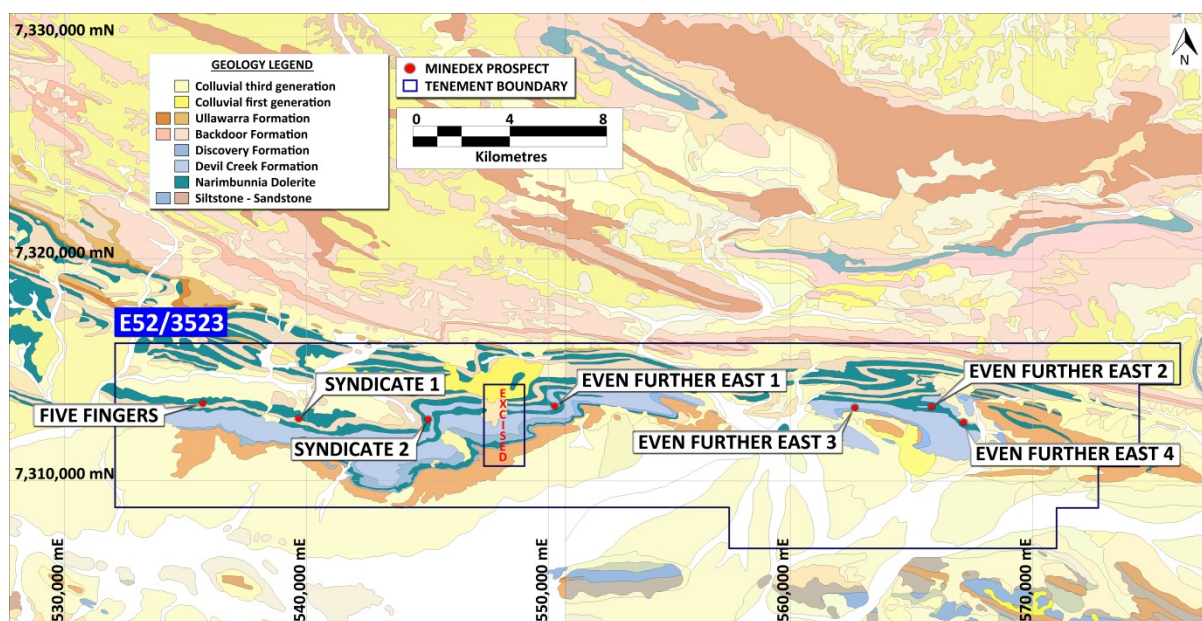 7,330,000 mN
GEOLOGY LEGEND
Colluvial third generation
Colluvial first generation
Ullawarra Formation
Backdoor Formation
Discovery Formation
Devil Creek Formation
Narimbunnia Dolerite
Siltstone - Sandstone
MINEDEX PROSPECT
TENEMENT BOUNDARY
0 4 8
Kilometres
N
7,320,000 mN
E52/3523
FIVE FINGERS
SYNDICATE 1
SYNDICATE 2
EXCISED
EVEN FURTHER EAST 1
EVEN FURTHER EAST 2
EVEN FURTHER EAST 3
EVEN FURTHER EAST 4
7,310,000 mN
530,000 mE
540,000 mE
550,000 mE
560,000 mE
570,000 mE